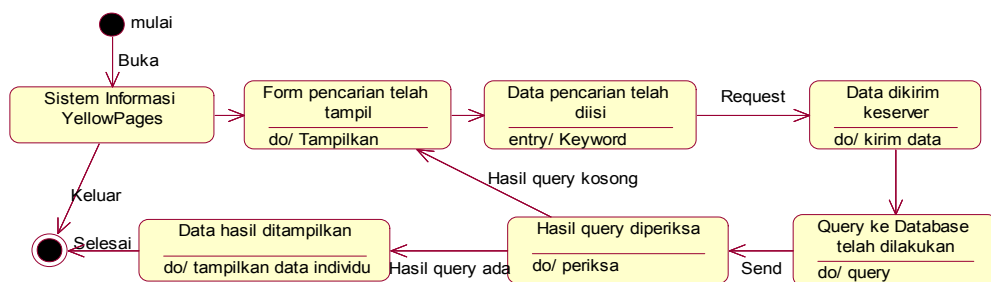 mulai
Buka
Sistem Informasi
YellowPages
Form pencarian telah
tampil
do/ Tampilkan
Data pencarian telah
diisi
entry/ Keyword
Request
Data dikirim
keserver
do/ kirim data
Keluar
Hasil query kosong
Selesai
Data hasil ditampilkan
do/ tampilkan data individu
Hasil query ada
Hasil query diperiksa
do/ periksa
Send
Query ke Database
telah dilakukan
do/ query